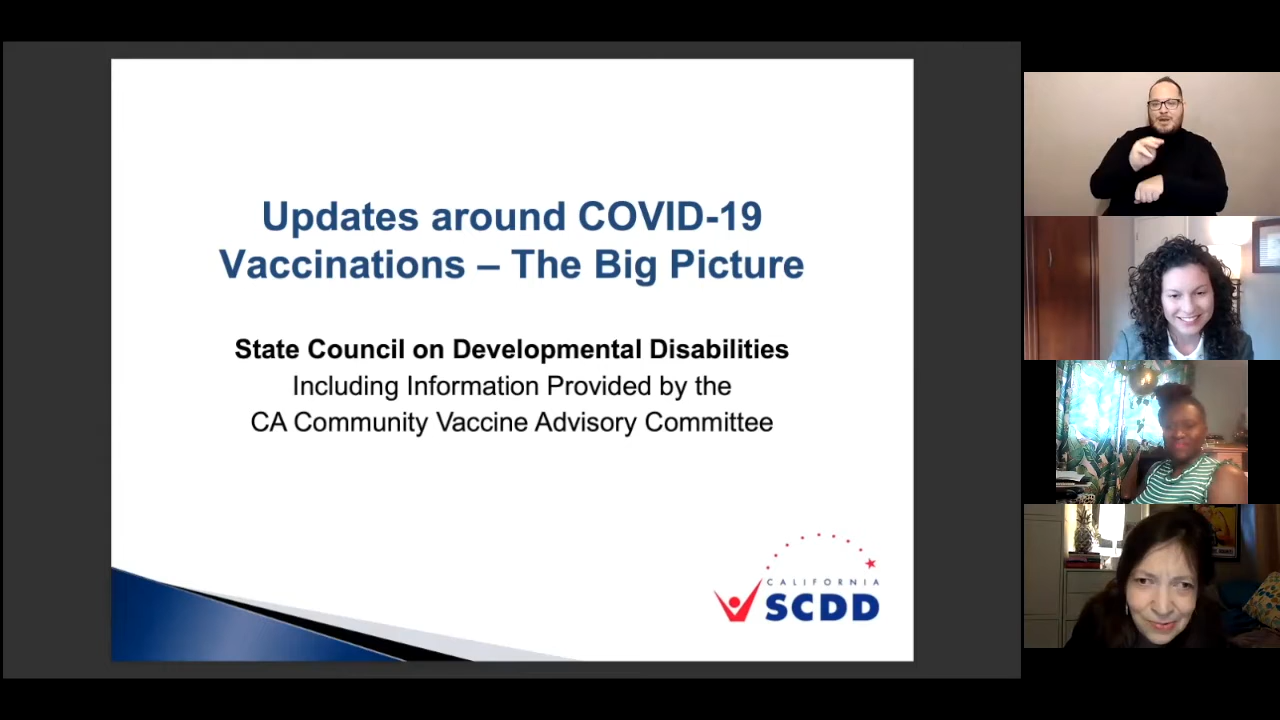 Updates around COVID-19
Vaccinations – The Big Picture
State Council on Developmental Disabilities
Including Information Provided by the
CA Community Vaccine Advisory Committee
CALIFORNIA
SCDD